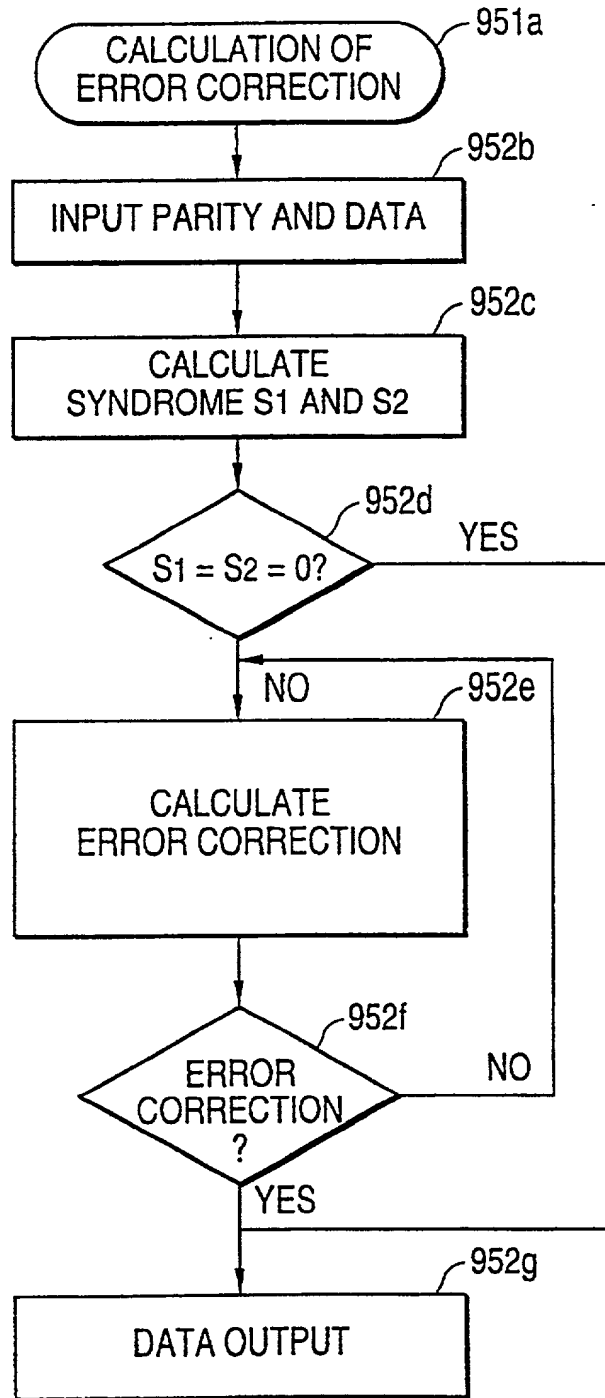 951a
CALCULATION OF
ERROR CORRECTION
952b
INPUT PARITY AND DATA
952c
CALCULATE
SYNDROME S1 AND S2
952d
S1 = S2 = 0?
YES
NO
952e
CALCULATE
ERROR CORRECTION
952f
ERROR
CORRECTION
?
NO
YES
952g
DATA OUTPUT